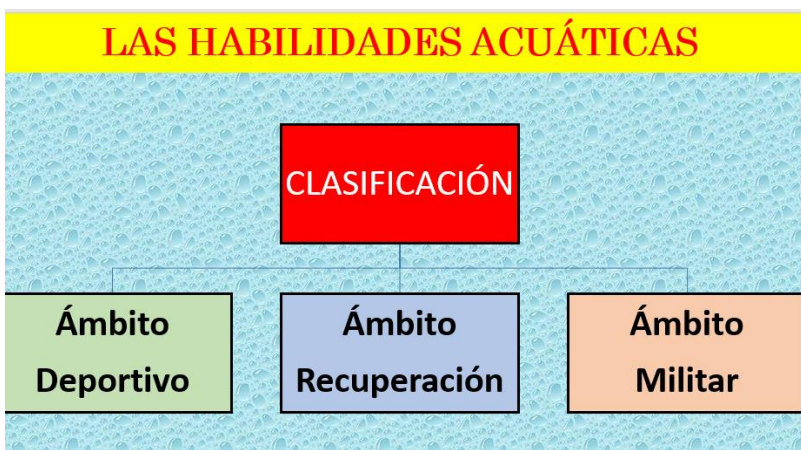 LAS HABILIDADES ACUÁTICAS
CLASIFICACIÓN
Ámbito
Deportivo
Ámbito
Recuperación
Ámbito
Militar